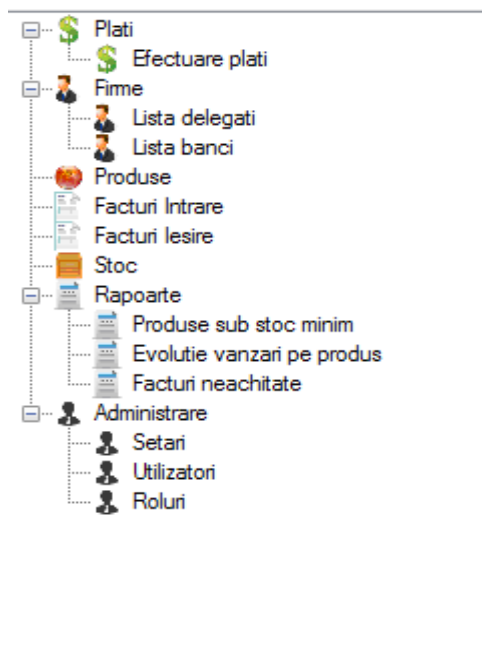 Plati
Efectuare plati
Firme
Lista delegati
Lista banci
Produse
Facturi Intrare
Facturi Iesire
Stoc
Rapoarte
Produse sub stoc minim
Evolutie vanzari pe produs
Facturi neachitate
Administrare
Setari
Utilizatori
Roluri